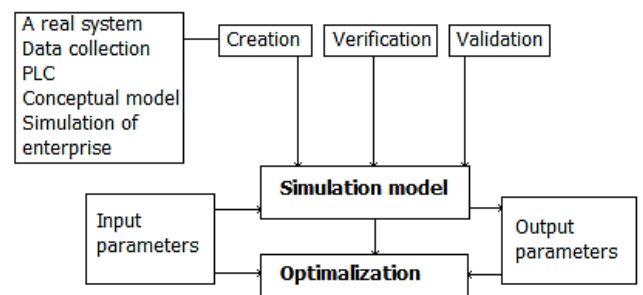 A real system
Data collection
PLC
Conceptual model
Simulation of
enterprise
Creation
Verification
Validation
Simulation model
Input
parameters
Output
parameters
Optimalization